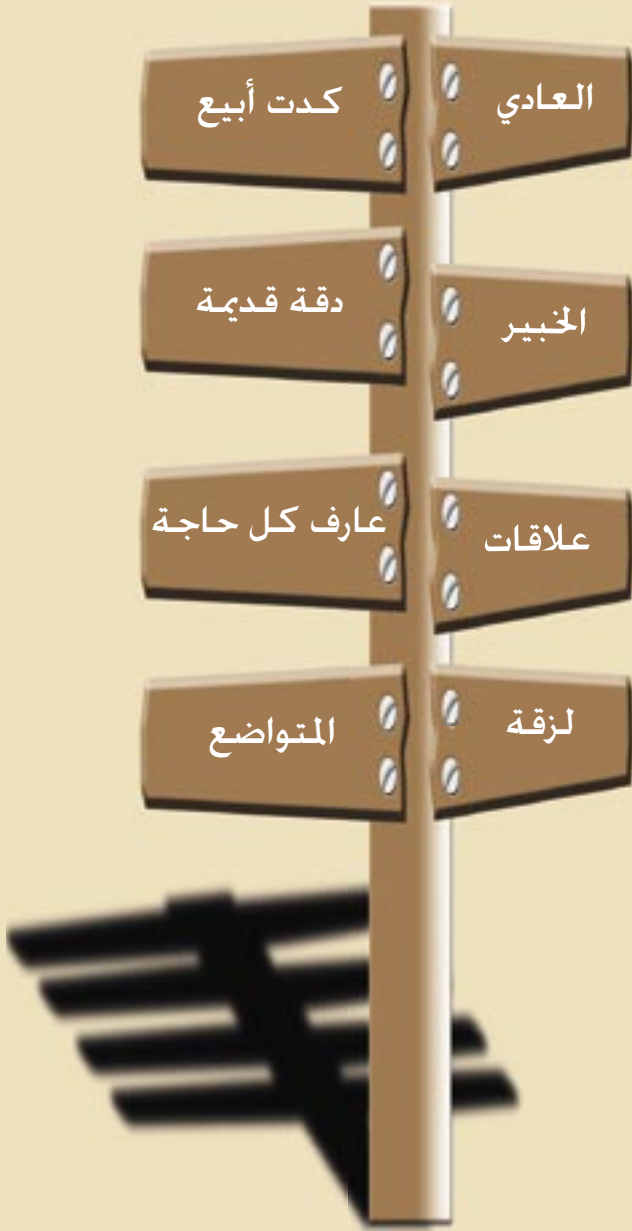 العادي
كدت أبيع
الخبير
دقة قديمة
علاقات
عارف كل حاجة
لزقة
المتواضع